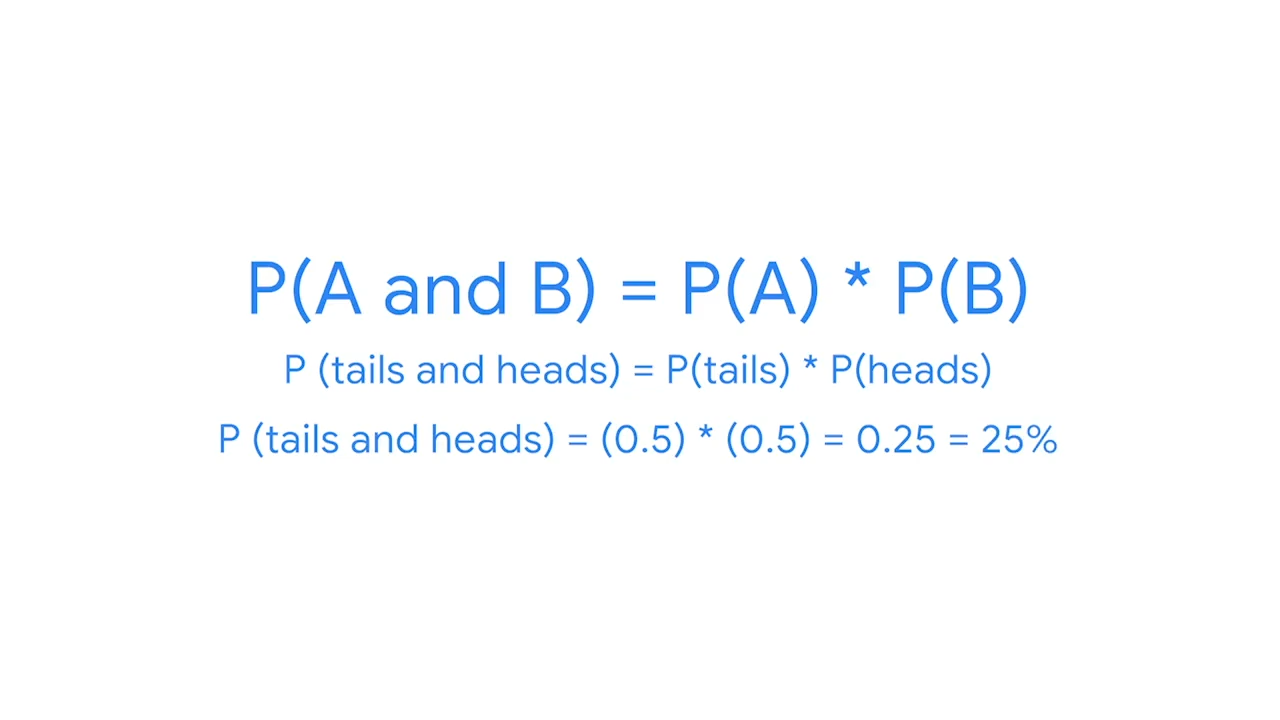 P(A and B) = P(A) * P(B)
P (tails and heads) = P(tails) * P(heads)
P (tails and heads) = (0.5) * (0.5) = 0.25 = 25%